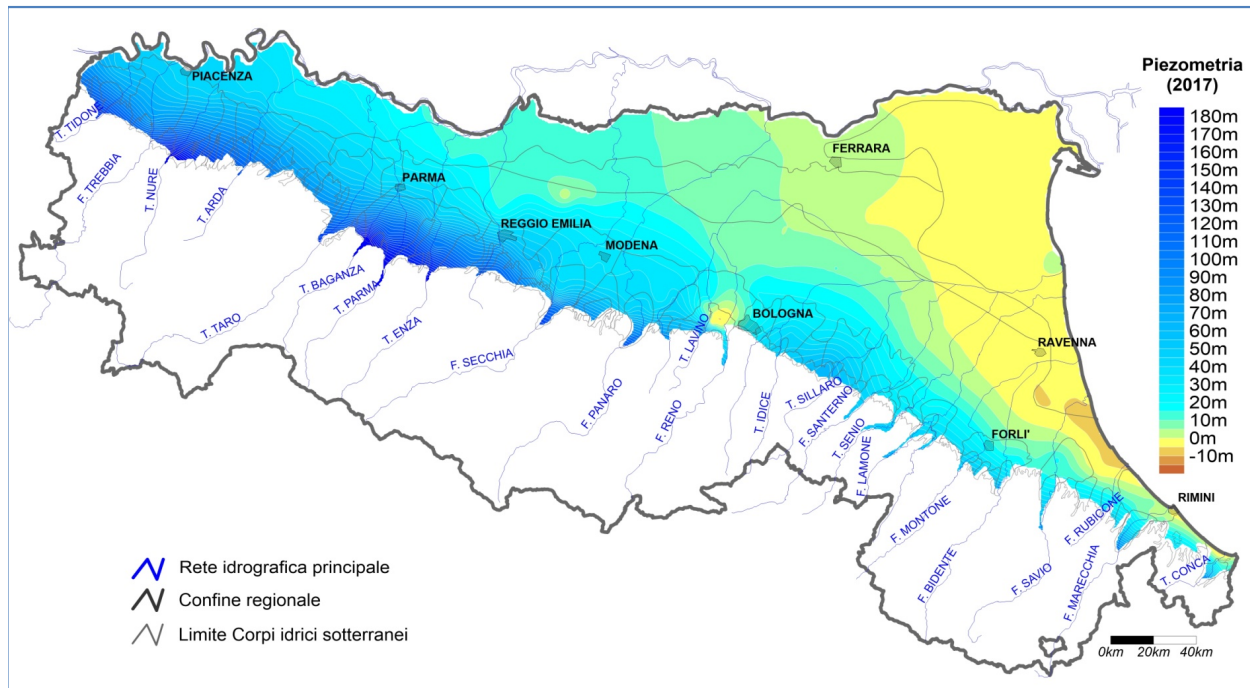 Piezometria
(2017)
180m
170m
160m
150m
140m
130m
120m
110m
100m
90m
80m
70m
60m
50m
40m
30m
20m
10m
0m
-10m
PIACENZA
T. TIDONE
F. TREBBIA
T. NURE
T. ARDA
PARMA
FERRARA
REGGIO EMILIA
MODENA
T. BAGANZA
T. PARMA
T. TARO
T. ENZA
F. SECCHIA
BOLOGNA
T. LAVINO
RAVENNA
F. PANARO
F. RENO
T. IDICE
T. SILLARO
F. SANTERNO
T. SENIO
F. LAMONE
FORLI'
F. MONTONE
F. BIDENTE
F. SAVIO
F. RUBICONE
F. MARECCHIA
RIMINI
T. CONCA
Rete idrografica principale
Confine regionale
Limite Corpi idrici sotterranei
0km 20km 40km